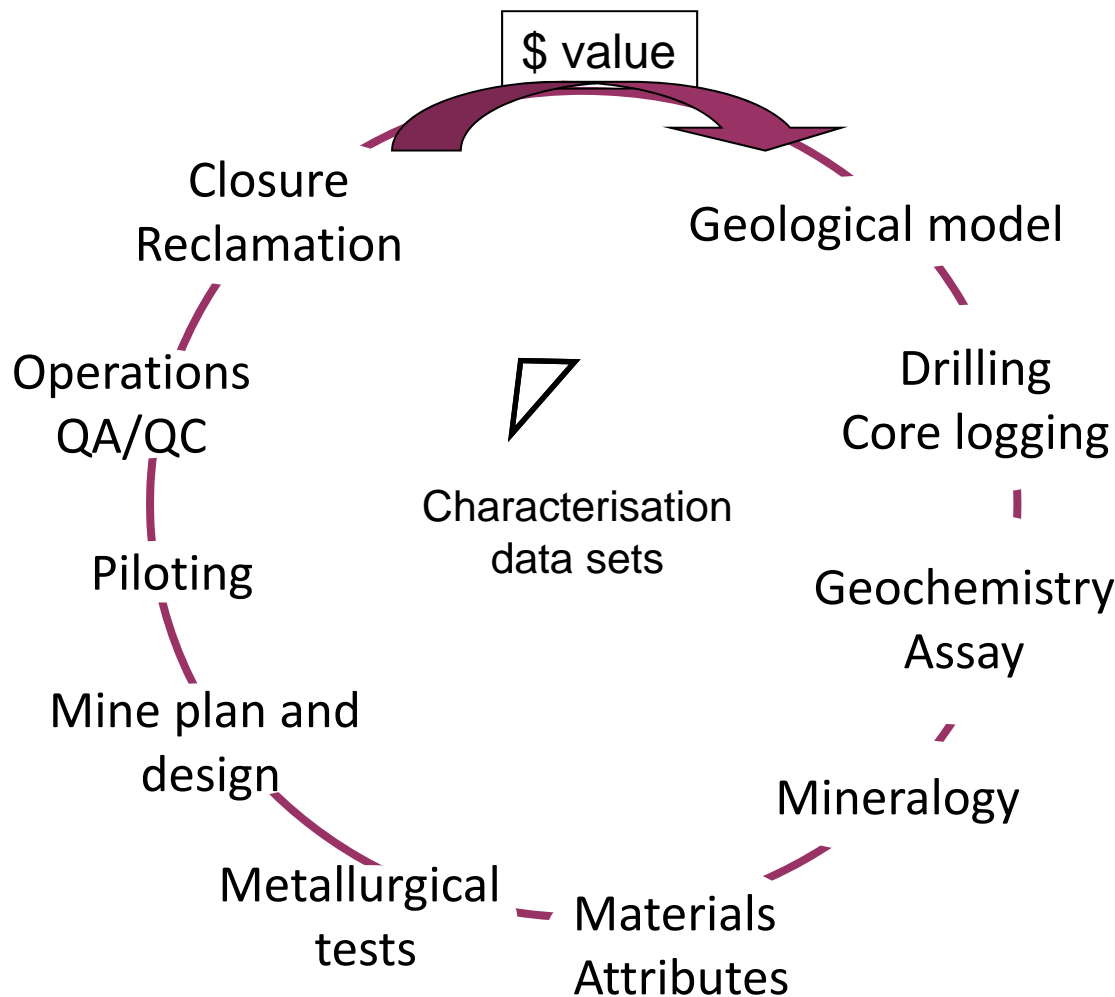 $ value
Geological model
Drilling
Core logging
Geochemistry
Assay
Mineralogy
Materials
Attributes
Metallurgical
tests
Mine plan and
design
Piloting
Operations
QA/QC
Closure
Reclamation
Characterisation
data sets